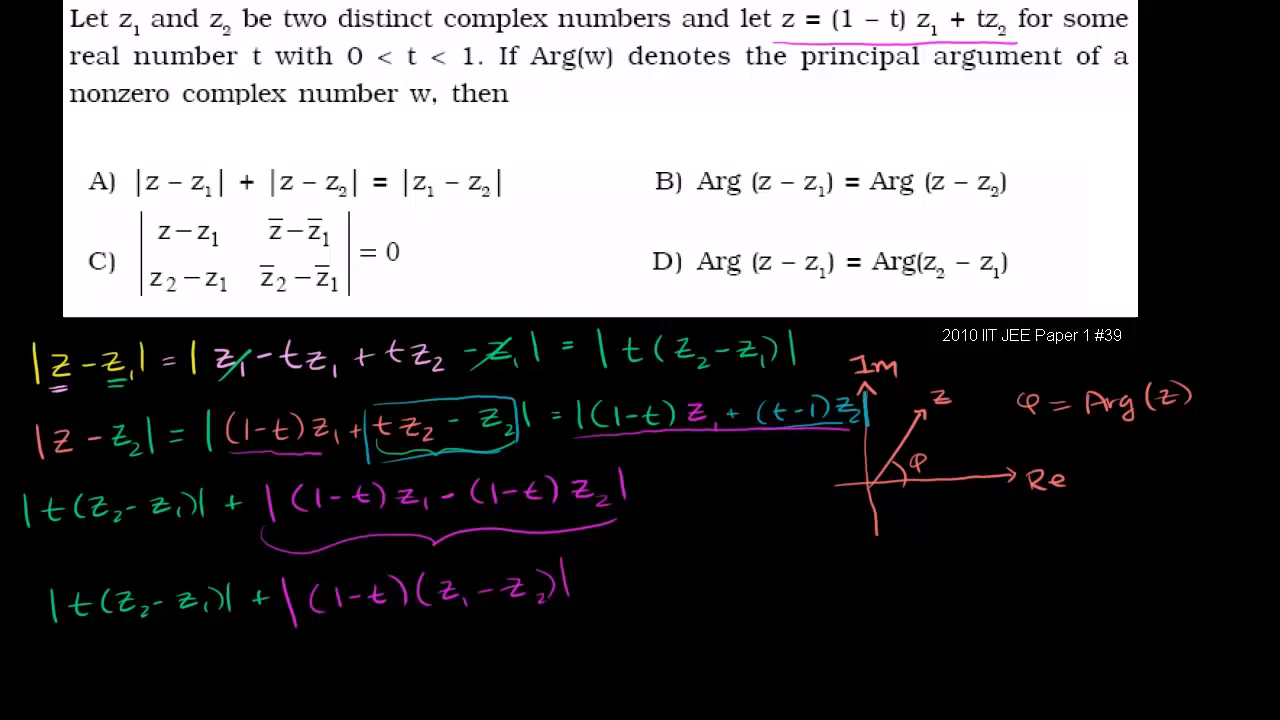 Let z₁ and z₂ be two distinct complex numbers and let z = (1 – t) z₁ + tz₂ for some
real number t with 0 < t < 1. If Arg(w) denotes the principal argument of a
nonzero complex number w, then
A) |z – z₁| + |z – z₂| = |z₁ – z₂|
B) Arg (z – z₁) = Arg (z – z₂)
C) | z – z₁   z̄ – z̄₁ |
| z₂ – z₁   z̄₂ – z̄₁ | = 0
D) Arg (z – z₁) = Arg(z₂ – z₁)
2010 IIT JEE Paper 1 #39
|z – z₁| = |z₁ – tz₁ + tz₂ – z₁| = |t(z₂ – z₁)|
|z – z₂| = |(1–t)z₁ + tz₂ – z₂| = |(1–t)z₁ + (t–1)z₂|
|t(z₂ – z₁)| + |(1–t)z₁ – (1–t)z₂|
|t(z₂ – z₁)| + |(1–t)(z₁ – z₂)|
Im
z
φ = Arg(z)
φ
Re